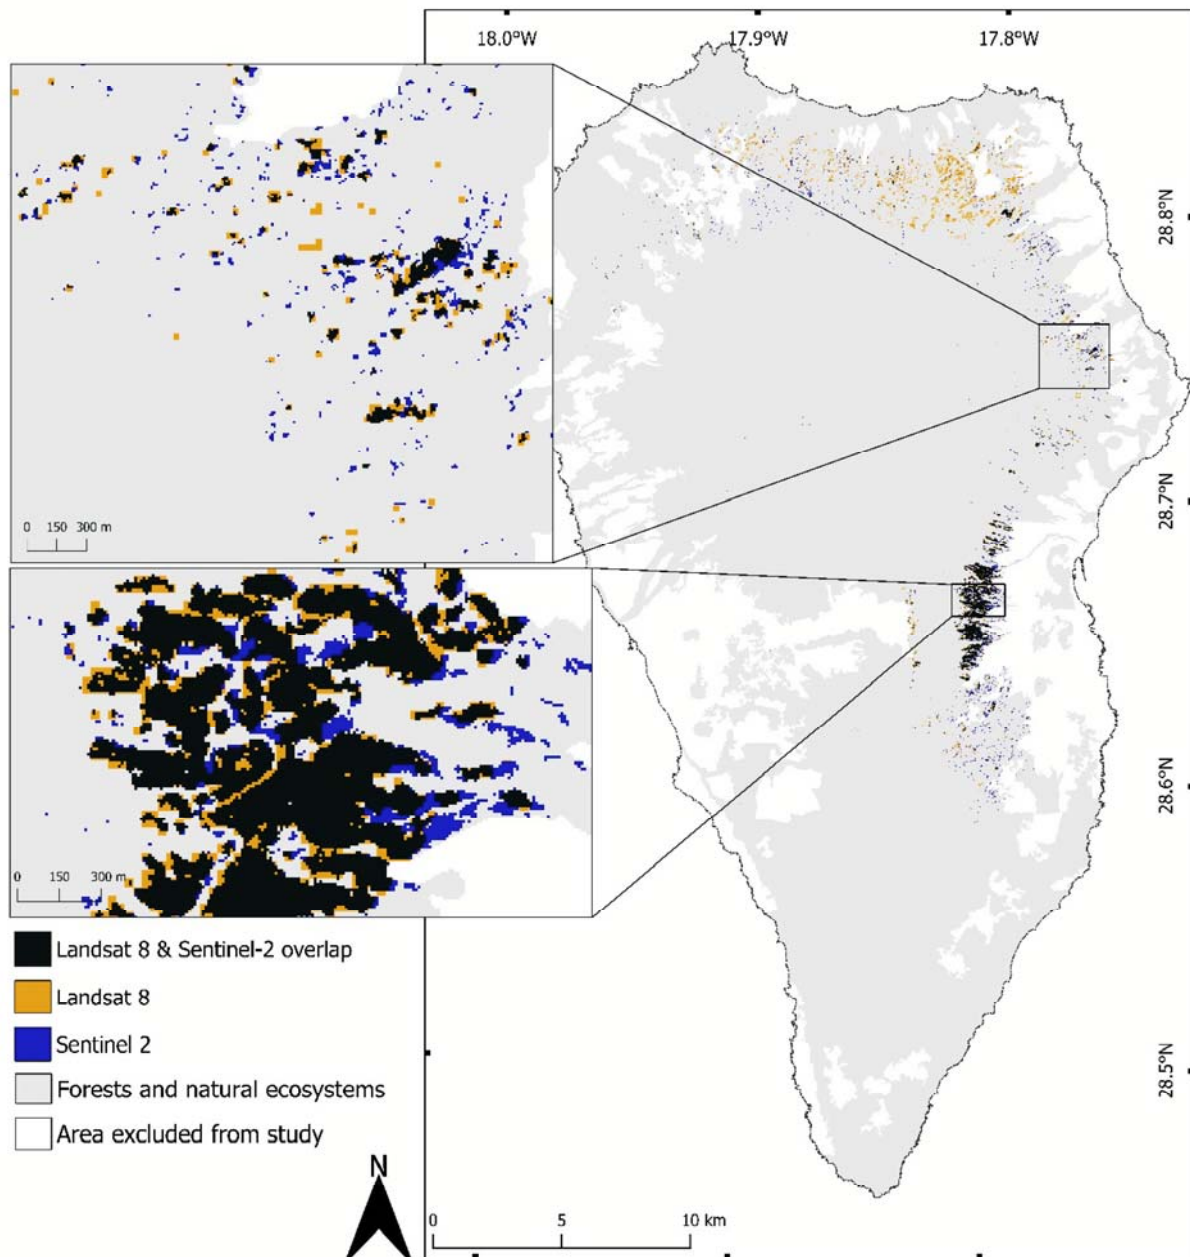 18.0°W 17.9°W 17.8°W
28.8°N
28.7°N
28.6°N
28.5°N
0 150 300 m
0 150 300 m
Landsat 8 & Sentinel-2 overlap
Landsat 8
Sentinel 2
Forests and natural ecosystems
Area excluded from study
N
0 5 10 km